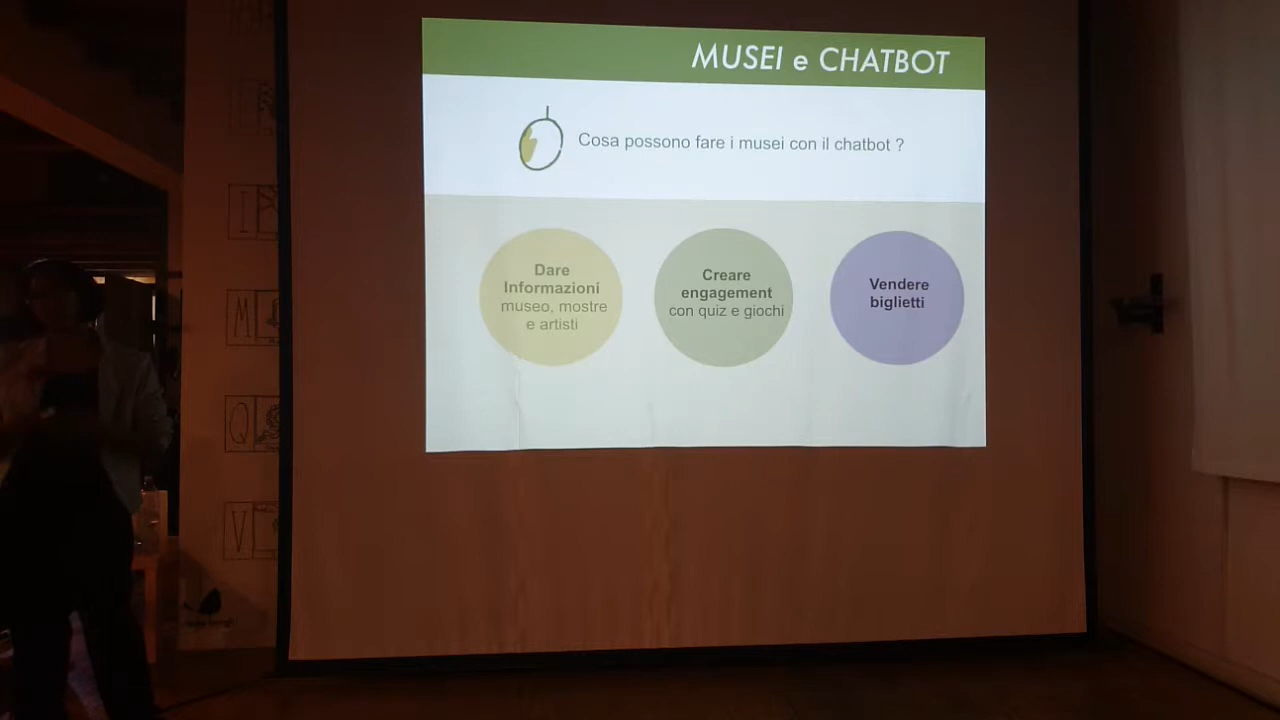 MUSEI e CHATBOT
Cosa possono fare i musei con il chatbot ?
Dare
Informazioni
museo, mostre
e artisti
Creare
engagement
con quiz e giochi
Vendere
biglietti
I
M
Q
V